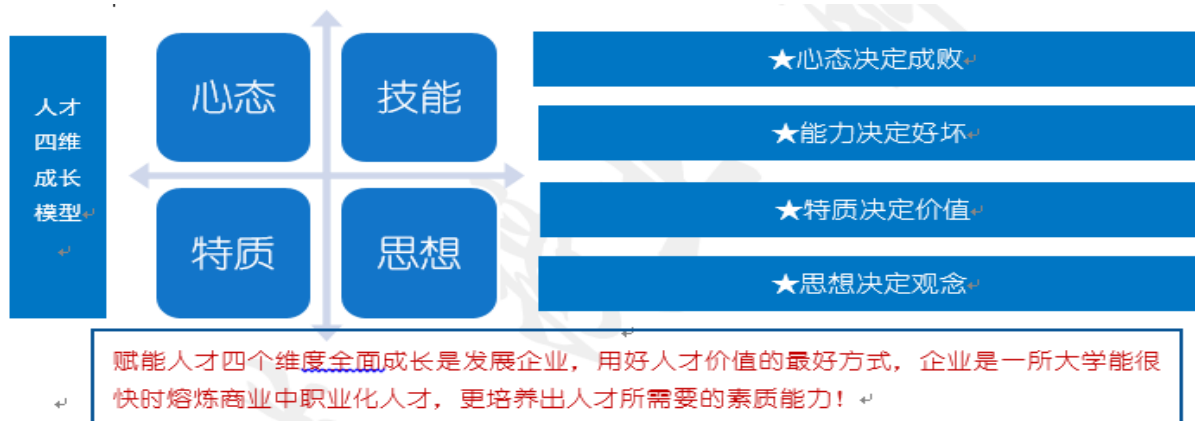 人才
四维
成长
模型
心态
技能
特质
思想
★心态决定成败
★能力决定好坏
★特质决定价值
★思想决定观念
赋能人才四个维度全面成长是发展企业，用好人才价值的最好方式，企业是一所大学能很
快时熔炼商业中职业化人才，更培养出人才所需要的素质能力！